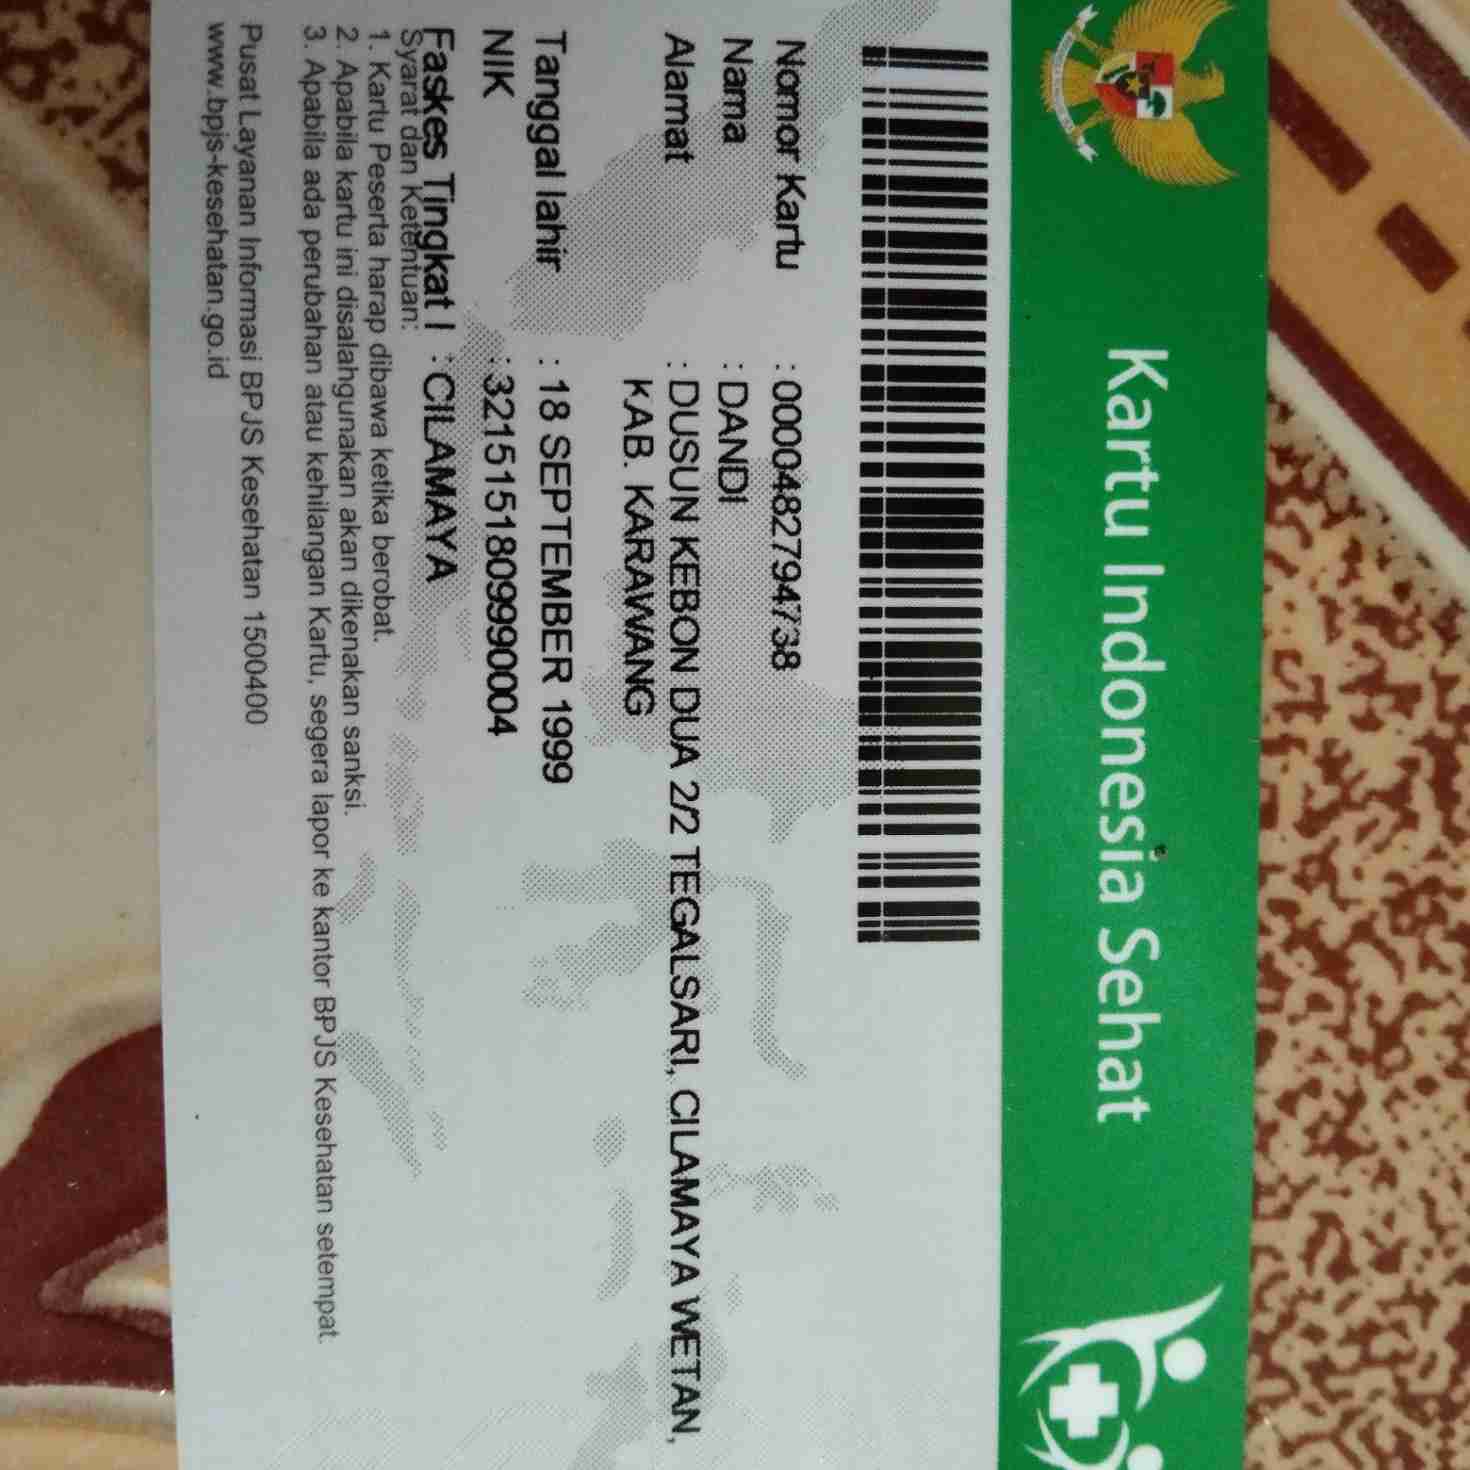 Kartu Indonesia Sehat
Nomor Kartu : 0000482794738
Nama : DANDI
Alamat : DUSUN KEBON DUA 2/2 TEGALSARI, CILAMAYA WETAN,
KAB. KARAWANG
Tanggal lahir : 18 SEPTEMBER 1999
NIK : 3215151809990004
Faskes Tingkat I : CILAMAYA
Syarat dan Ketentuan:
1. Kartu Peserta harap dibawa ketika berobat.
2. Apabila kartu ini disalahgunakan akan dikenakan sanksi.
3. Apabila ada perubahan atau kehilangan Kartu, segera lapor ke kantor BPJS Kesehatan setempat.
Pusat Layanan Informasi BPJS Kesehatan 1500400
www.bpjs-kesehatan.go.id